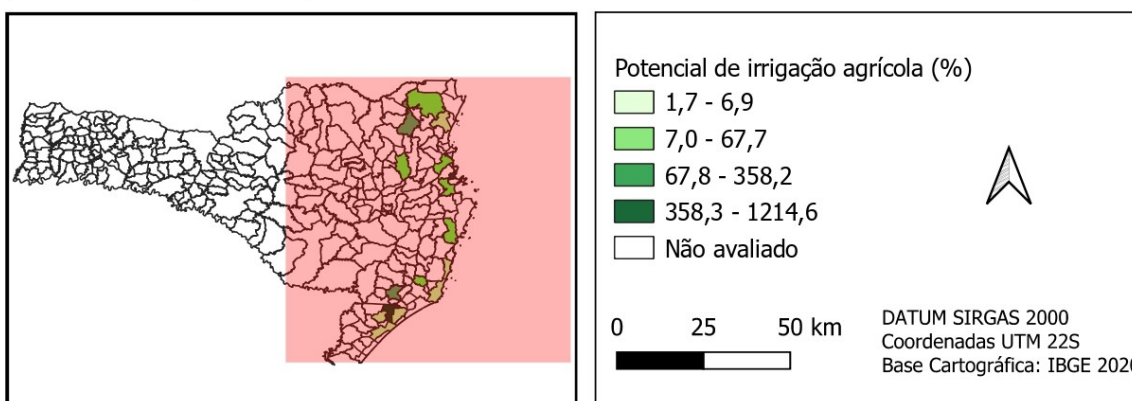 Potencial de irrigação agrícola (%)
1,7 - 6,9
7,0 - 67,7
67,8 - 358,2
358,3 - 1214,6
Não avaliado
0 25 50 km
DATUM SIRGAS 2000
Coordenadas UTM 22S
Base Cartográfica: IBGE 2020